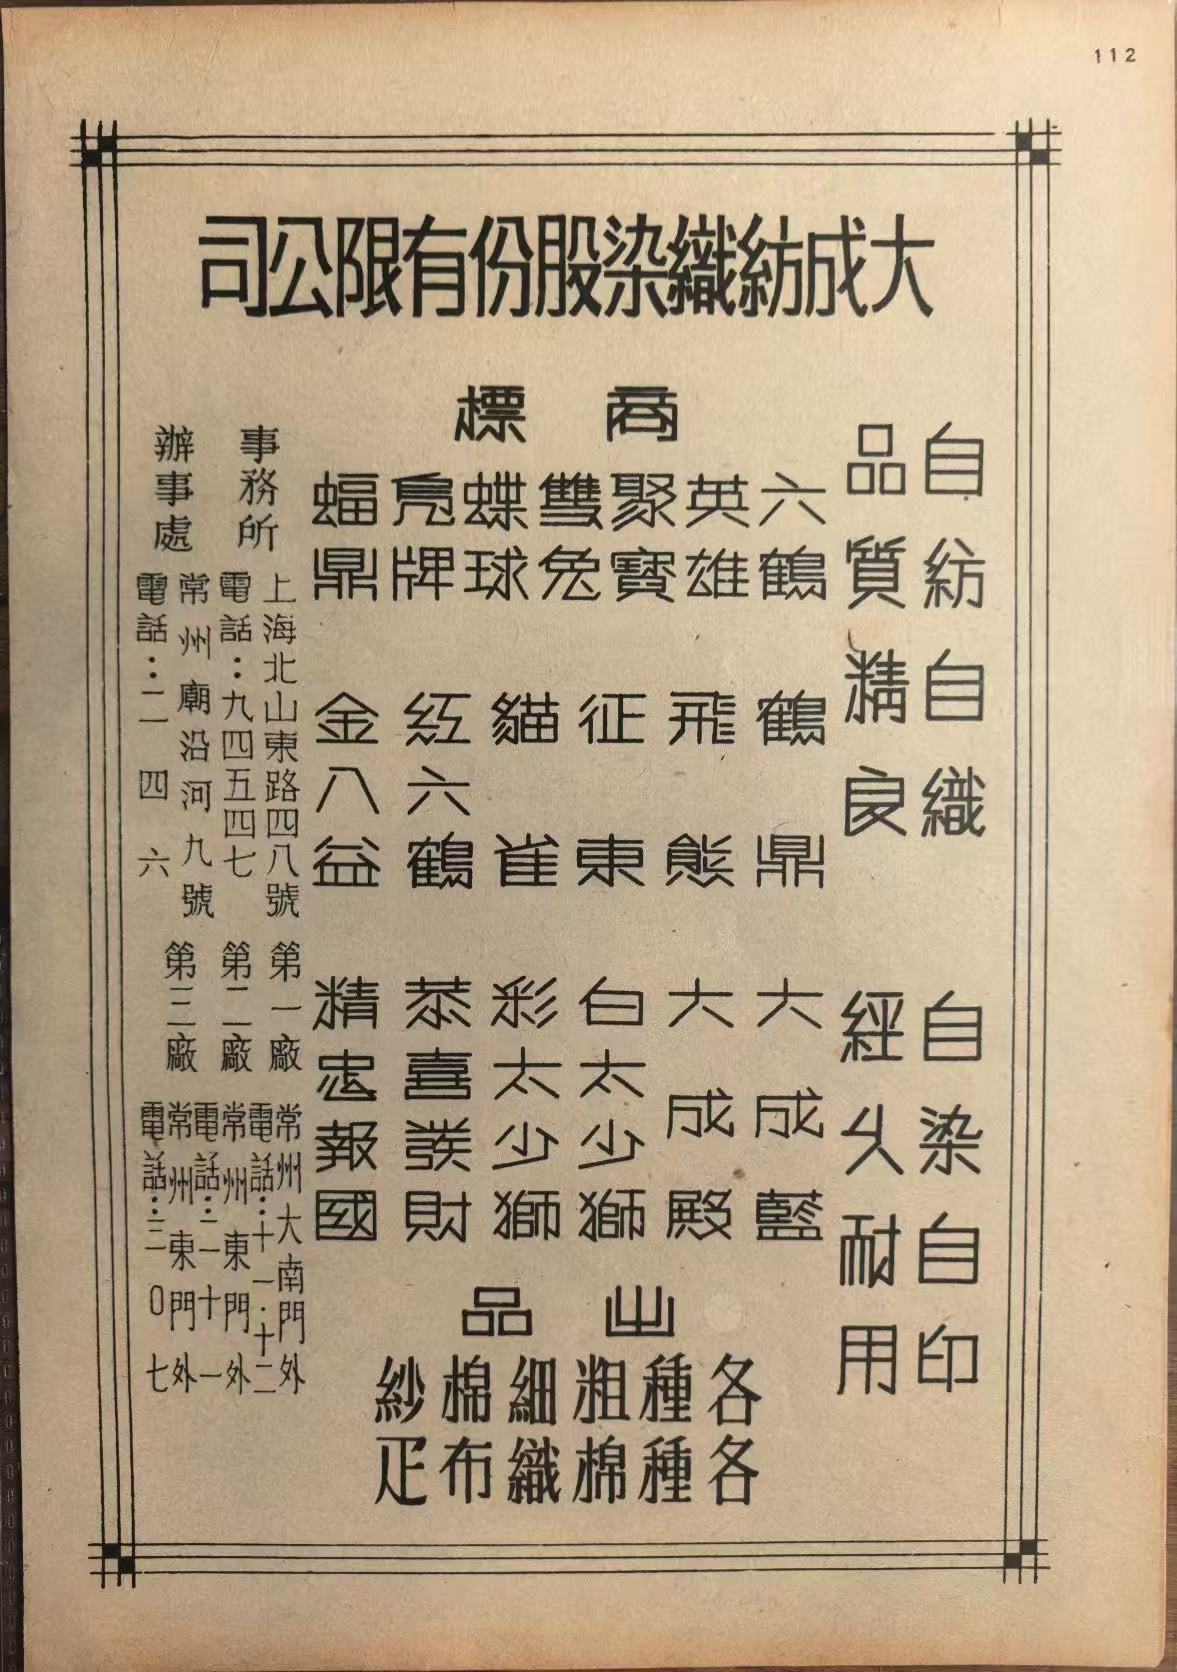 112
大成紡織染股份有限公司
自紡自織 自染自印
品質精良 經久耐用
商標
六鶴
英雄
聚寶
雙兔
蝶球
亮牌
蝠鼎
鶴鼎
飛熊
征東
貓雀
紅六鶴
金八益
大成藍
大成殿
白太少獅
彩太少獅
恭喜發財
精忠報國
出品
各種粗細棉紗
各種棉織布疋
事務所
上海北山東路四八號
電話：九四五四七
辦事處
常州廟沿河九號
電話：二一四六
第一廠
常州大南門外
電話：十一．十二
第二廠
常州東門外
電話：二一十一
第三廠
常州東門外
電話：三一0七